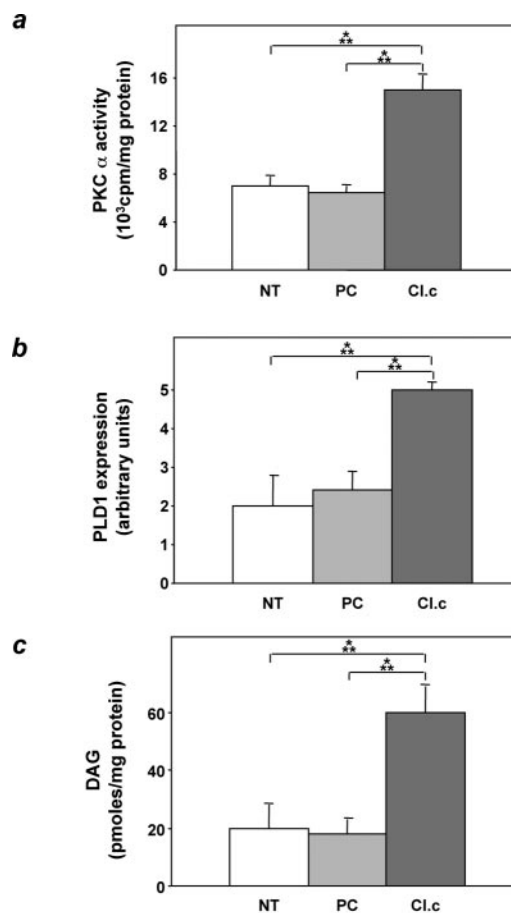 a
PKC α activity
(10³cpm/mg protein)
16
12
8
4
0
*
**
*
**
NT PC Cl.c
b
PLD1 expression
(arbitrary units)
5
4
3
2
1
0
*
**
*
**
NT PC Cl.c
c
DAG
(pmoles/mg protein)
60
40
20
0
*
**
*
**
NT PC Cl.c